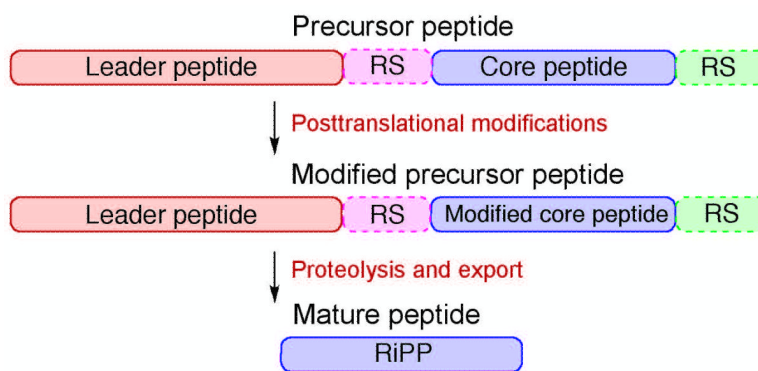 Precursor peptide
Leader peptide RS Core peptide RS
Posttranslational modifications
Modified precursor peptide
Leader peptide RS Modified core peptide RS
Proteolysis and export
Mature peptide
RiPP